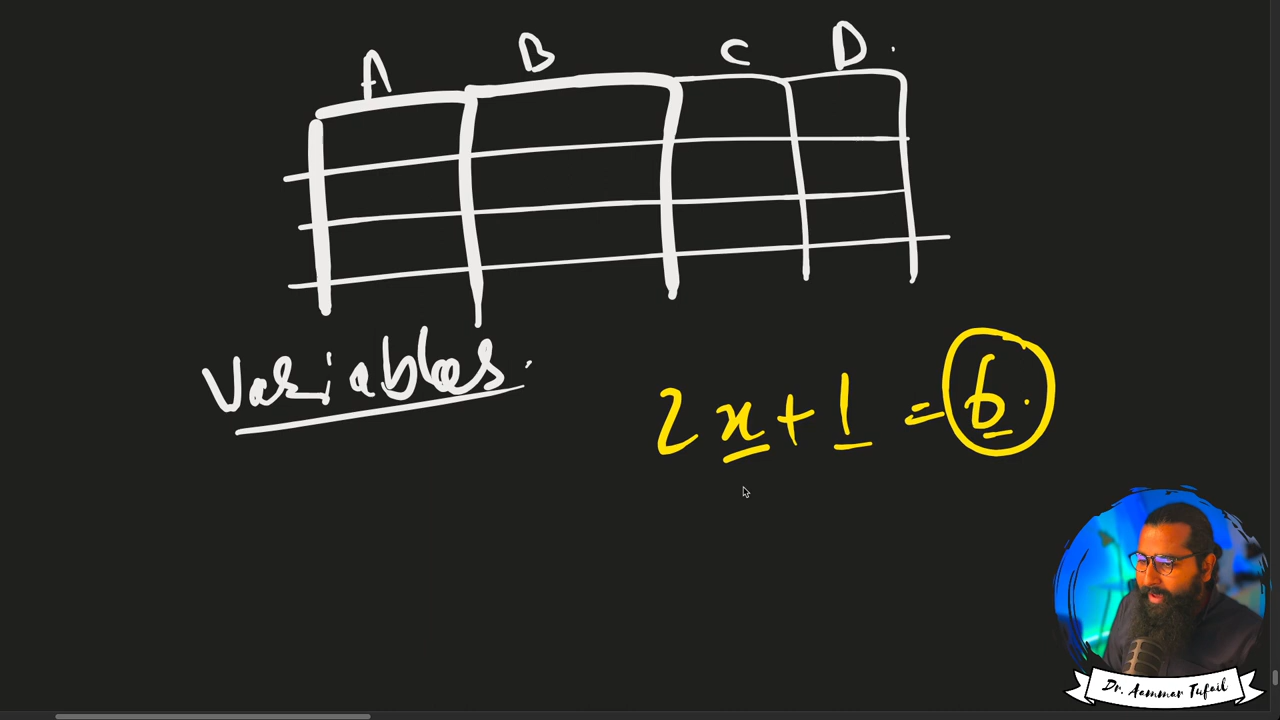 A B C D.
Variables.
2x+1 = 6.
Dr. Aammar Tufail